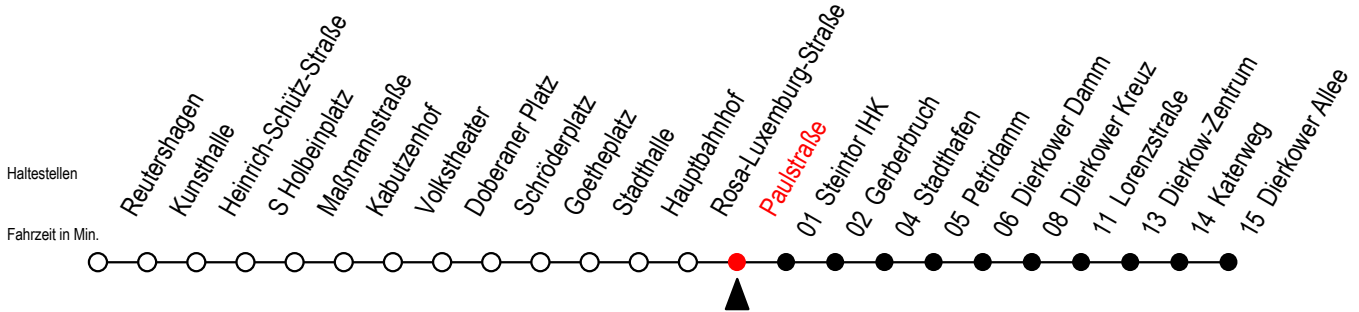 Haltestellen
Fahrzeit in Min.
Reutershagen
Kunsthalle
Heinrich-Schütz-Straße
S Holbeinplatz
Maßmannstraße
Kabutzenhof
Volkstheater
Doberaner Platz
Schröderplatz
Goetheplatz
Stadthalle
Hauptbahnhof
Rosa-Luxemburg-Straße
Paulstraße
01 Steintor IHK
02 Gerberbruch
04 Stadthafen
05 Petridamm
06 Dierkower Damm
08 Dierkower Kreuz
11 Lorenzstraße
13 Dierkow-Zentrum
14 Katerweg
15 Dierkower Allee